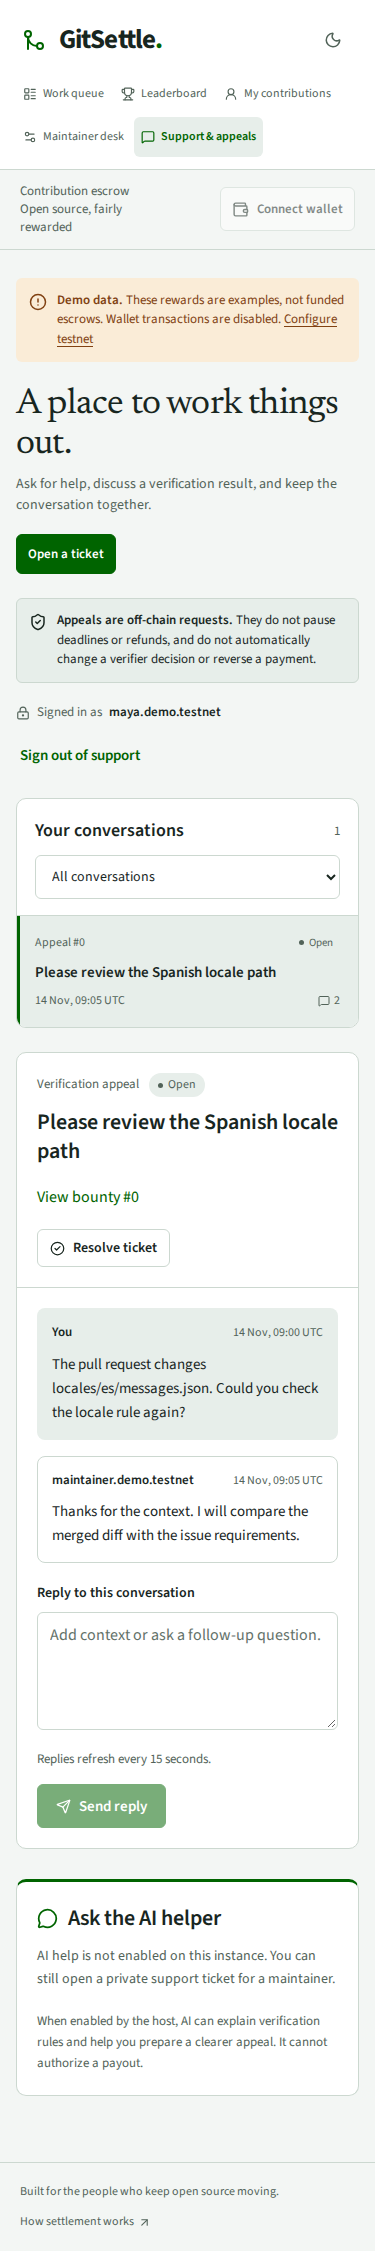 GitSettle.
Work queue
Leaderboard
My contributions
Maintainer desk
Support & appeals
Contribution escrow
Open source, fairly
rewarded
Connect wallet
Demo data. These rewards are examples, not funded
escrows. Wallet transactions are disabled. Configure
testnet
A place to work things
out.
Ask for help, discuss a verification result, and keep the
conversation together.
Open a ticket
Appeals are off-chain requests. They do not pause
deadlines or refunds, and do not automatically
change a verifier decision or reverse a payment.
Signed in as maya.demo.testnet
Sign out of support
Your conversations 1
All conversations
Appeal #0 Open
Please review the Spanish locale path
14 Nov, 09:05 UTC 2
Verification appeal Open
Please review the Spanish locale
path
View bounty #0
Resolve ticket
You 14 Nov, 09:00 UTC
The pull request changes
locales/es/messages.json. Could you check
the locale rule again?
maintainer.demo.testnet 14 Nov, 09:05 UTC
Thanks for the context. I will compare the
merged diff with the issue requirements.
Reply to this conversation
Add context or ask a follow-up question.
Replies refresh every 15 seconds.
Send reply
Ask the AI helper
AI help is not enabled on this instance. You can
still open a private support ticket for a maintainer.
When enabled by the host, AI can explain verification
rules and help you prepare a clearer appeal. It cannot
authorize a payout.
Built for the people who keep open source moving.
How settlement works